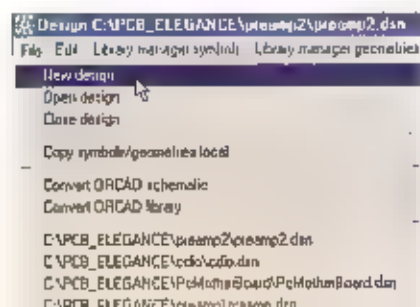 Design C:\PCB_ELEGANCE\preamp2\preamp2.dsn
File Edit Library manager symbols Library manager geometries
New design
Open design
Close design
Copy symbols/geometries local
Convert ORCAD schematic
Convert ORCAD library
C:\PCB_ELEGANCE\preamp2\preamp2.dsn
C:\PCB_ELEGANCE\cdio\cdio.dsn
C:\PCB_ELEGANCE\PcMotherBoard\PcMotherBoard.dsn